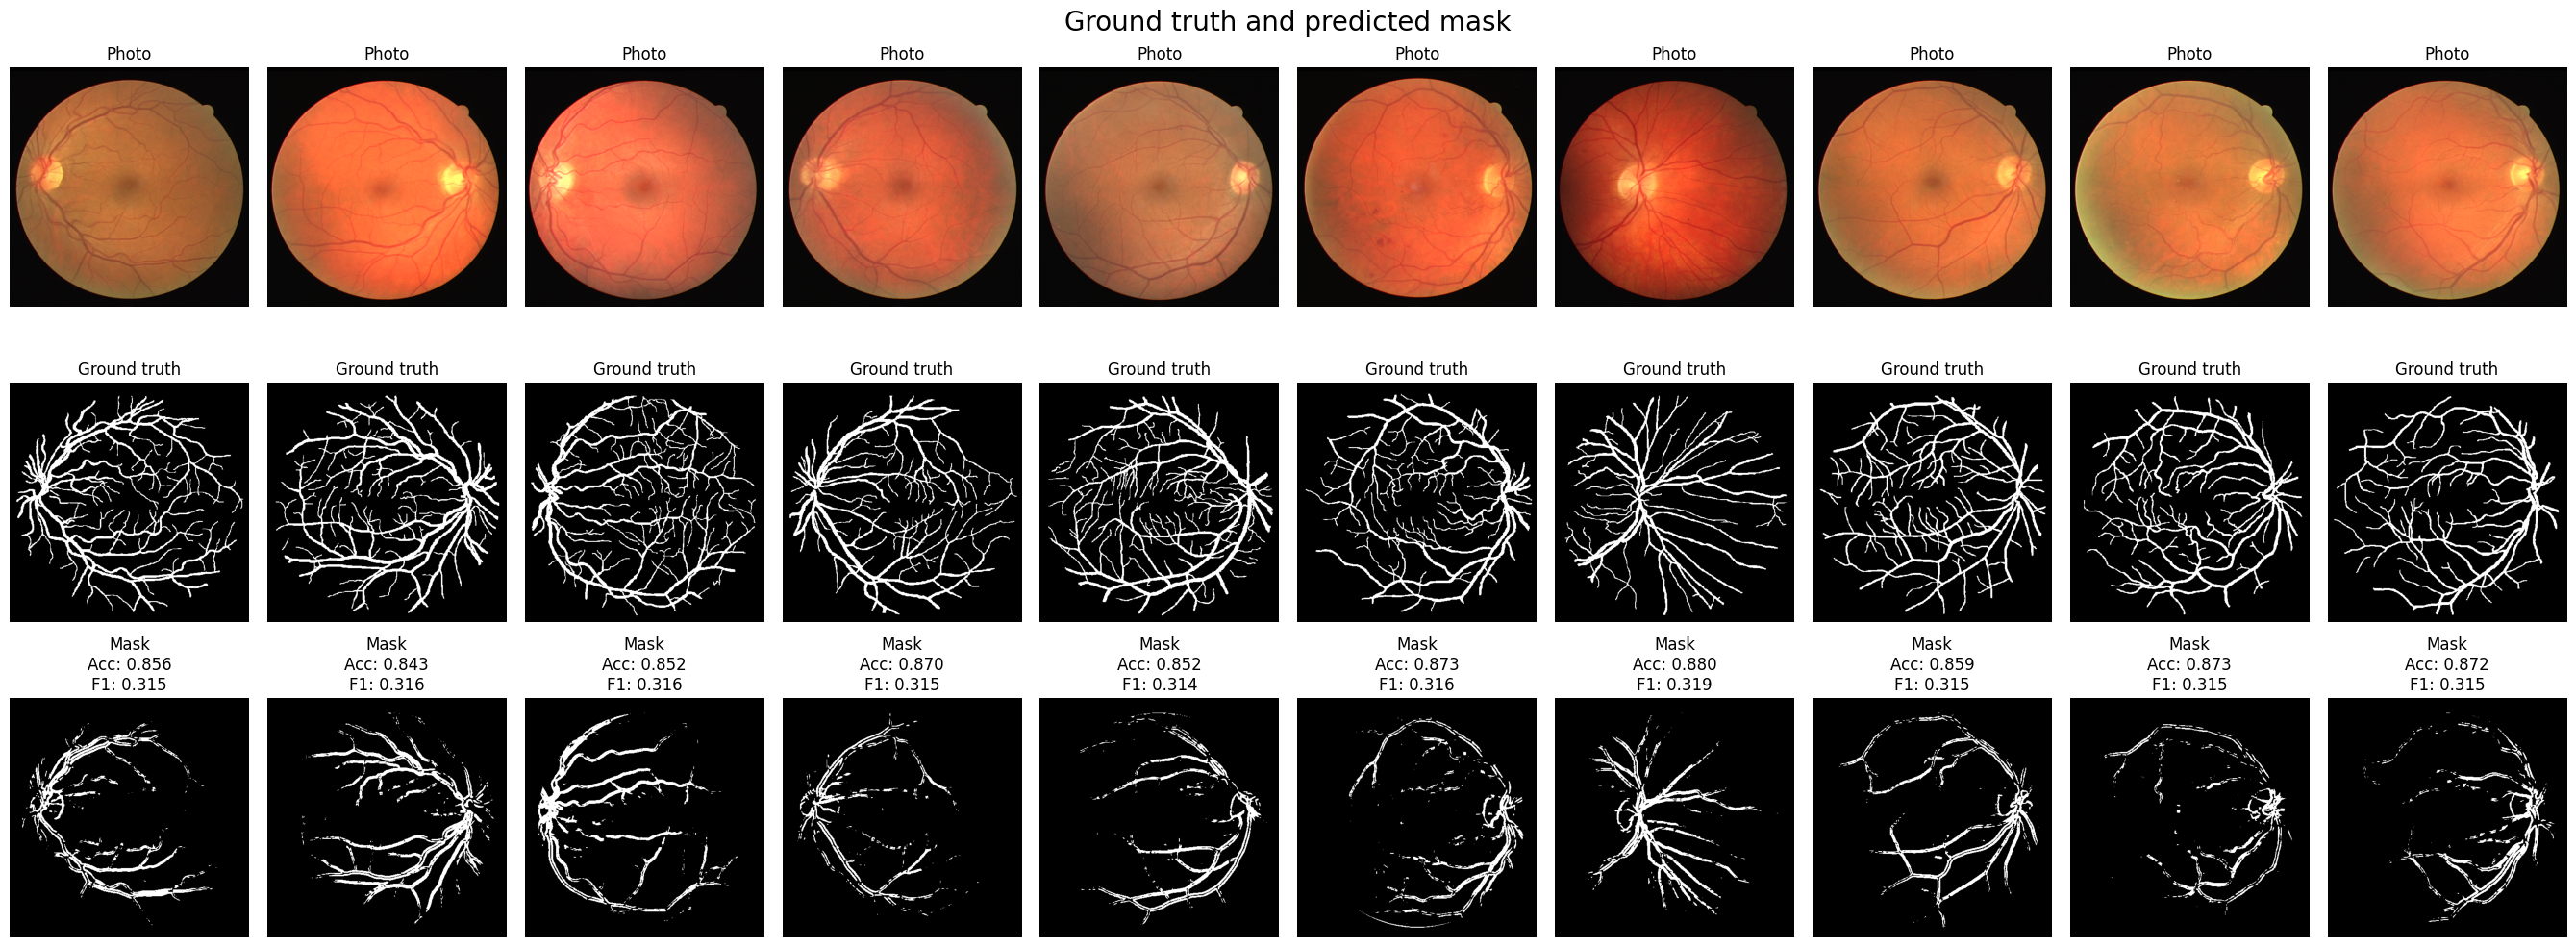 Ground truth and predicted mask
Photo Photo Photo Photo Photo Photo Photo Photo Photo Photo
Ground truth Ground truth Ground truth Ground truth Ground truth Ground truth Ground truth Ground truth Ground truth Ground truth
Mask Mask Mask Mask Mask Mask Mask Mask Mask Mask
Acc: 0.856 Acc: 0.843 Acc: 0.852 Acc: 0.870 Acc: 0.852 Acc: 0.873 Acc: 0.880 Acc: 0.859 Acc: 0.873 Acc: 0.872
F1: 0.315 F1: 0.316 F1: 0.316 F1: 0.315 F1: 0.314 F1: 0.316 F1: 0.319 F1: 0.315 F1: 0.315 F1: 0.315